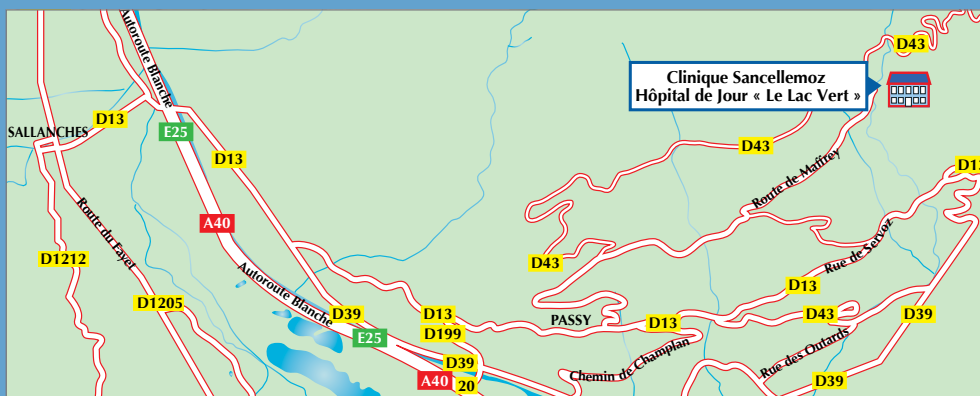 Autoroute Blanche
D43
Clinique Sancellemoz
Hôpital de Jour « Le Lac Vert »
D13
SALLANCHES
E25
D43
D13
Route de Maffrey
D13
Route du Fayet
A40
Rue de Servoz
D1212
D43
Autoroute Blanche
D13
D1205
D39
D13
PASSY
D13
D43
D39
D199
E25
Chemin de Champlan
Rue des Outards
D39
A40
20
D39